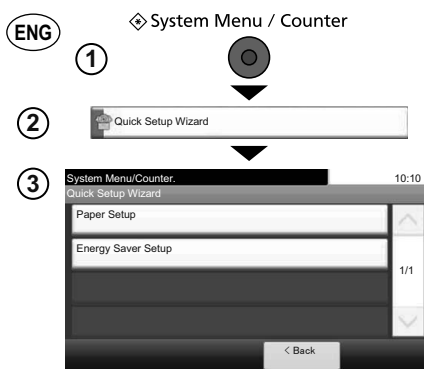 ENG
System Menu / Counter
1
2
Quick Setup Wizard
3
System Menu/Counter.
10:10
Quick Setup Wizard
Paper Setup
Energy Saver Setup
1/1
< Back